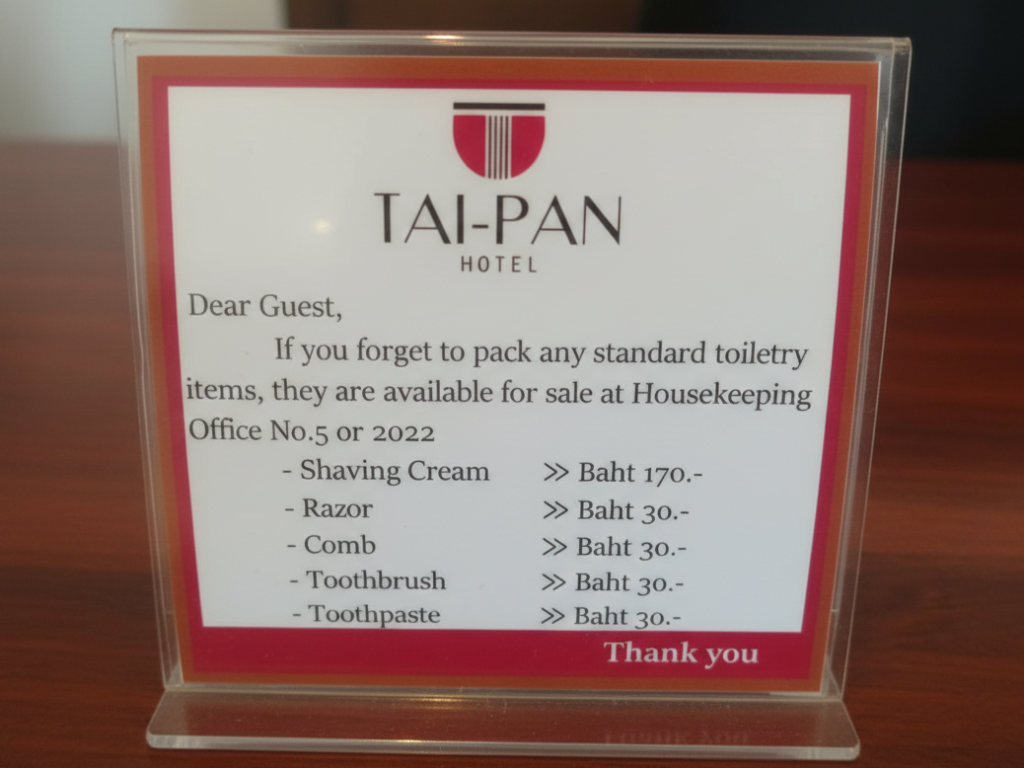 TAI-PAN
HOTEL
Dear Guest,
If you forget to pack any standard toiletry
items, they are available for sale at Housekeeping
Office No.5 or 2022
- Shaving Cream >> Baht 170.-
- Razor >> Baht 30.-
- Comb >> Baht 30.-
- Toothbrush >> Baht 30.-
- Toothpaste >> Baht 30.-
Thank you